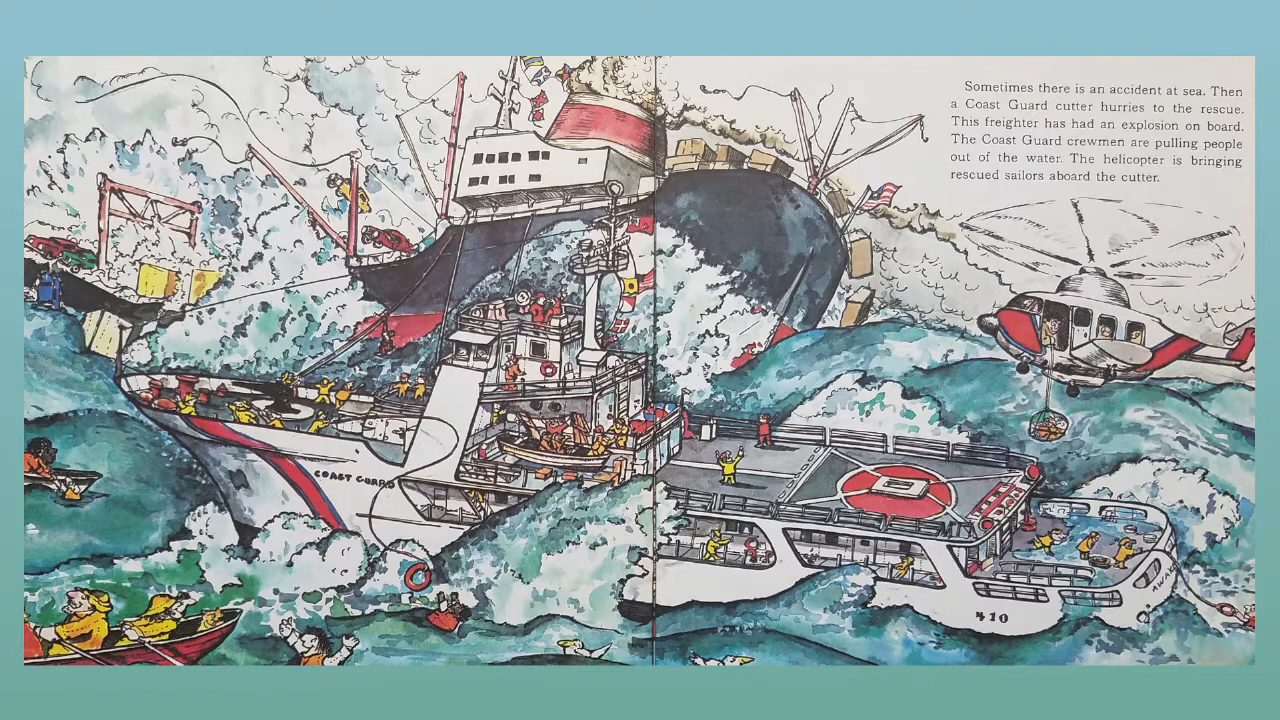 Sometimes there is an accident at sea. Then
a Coast Guard cutter hurries to the rescue.
This freighter has had an explosion on board.
The Coast Guard crewmen are pulling people
out of the water. The helicopter is bringing
rescued sailors aboard the cutter.
COAST GUARD
410